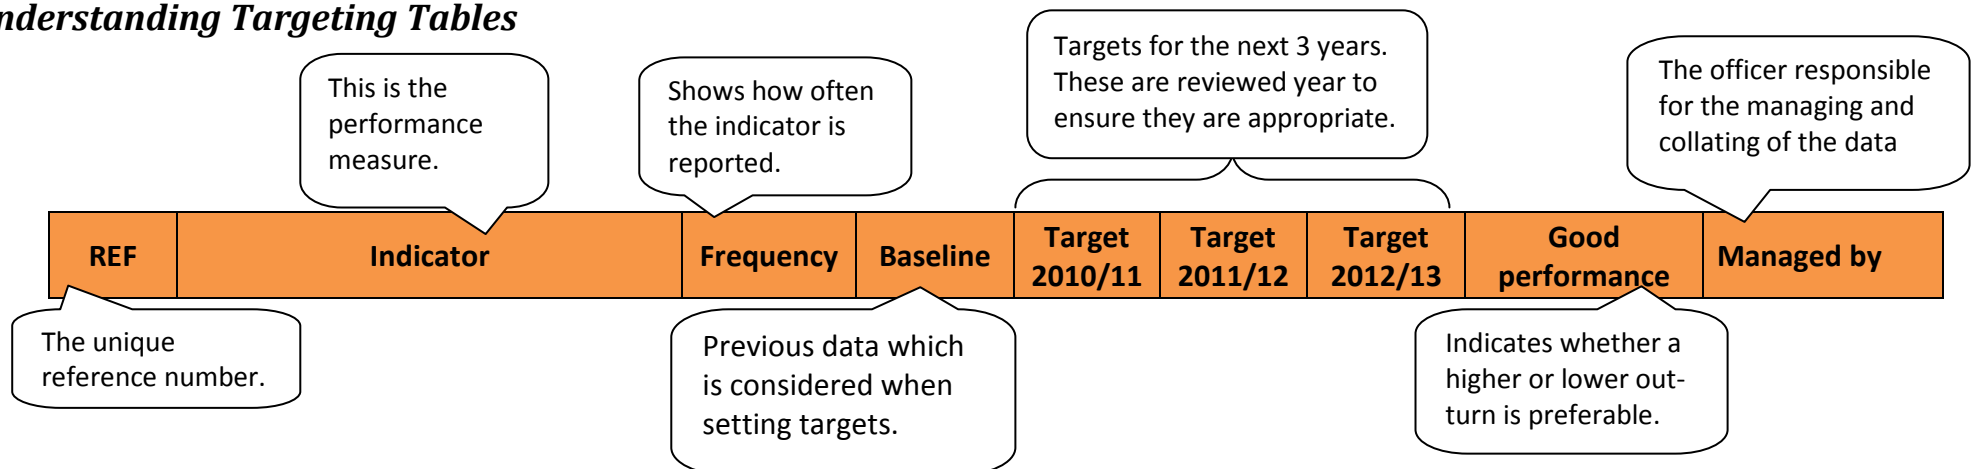 nderstanding Targeting Tables
This is the
performance
measure.
Shows how often
the indicator is
reported.
Targets for the next 3 years.
These are reviewed year to
ensure they are appropriate.
The officer responsible
for the managing and
collating of the data
REF
Indicator
Frequency
Baseline
Target
2010/11
Target
2011/12
Target
2012/13
Good
performance
Managed by
The unique
reference number.
Previous data which
is considered when
setting targets.
Indicates whether a
higher or lower out-
turn is preferable.